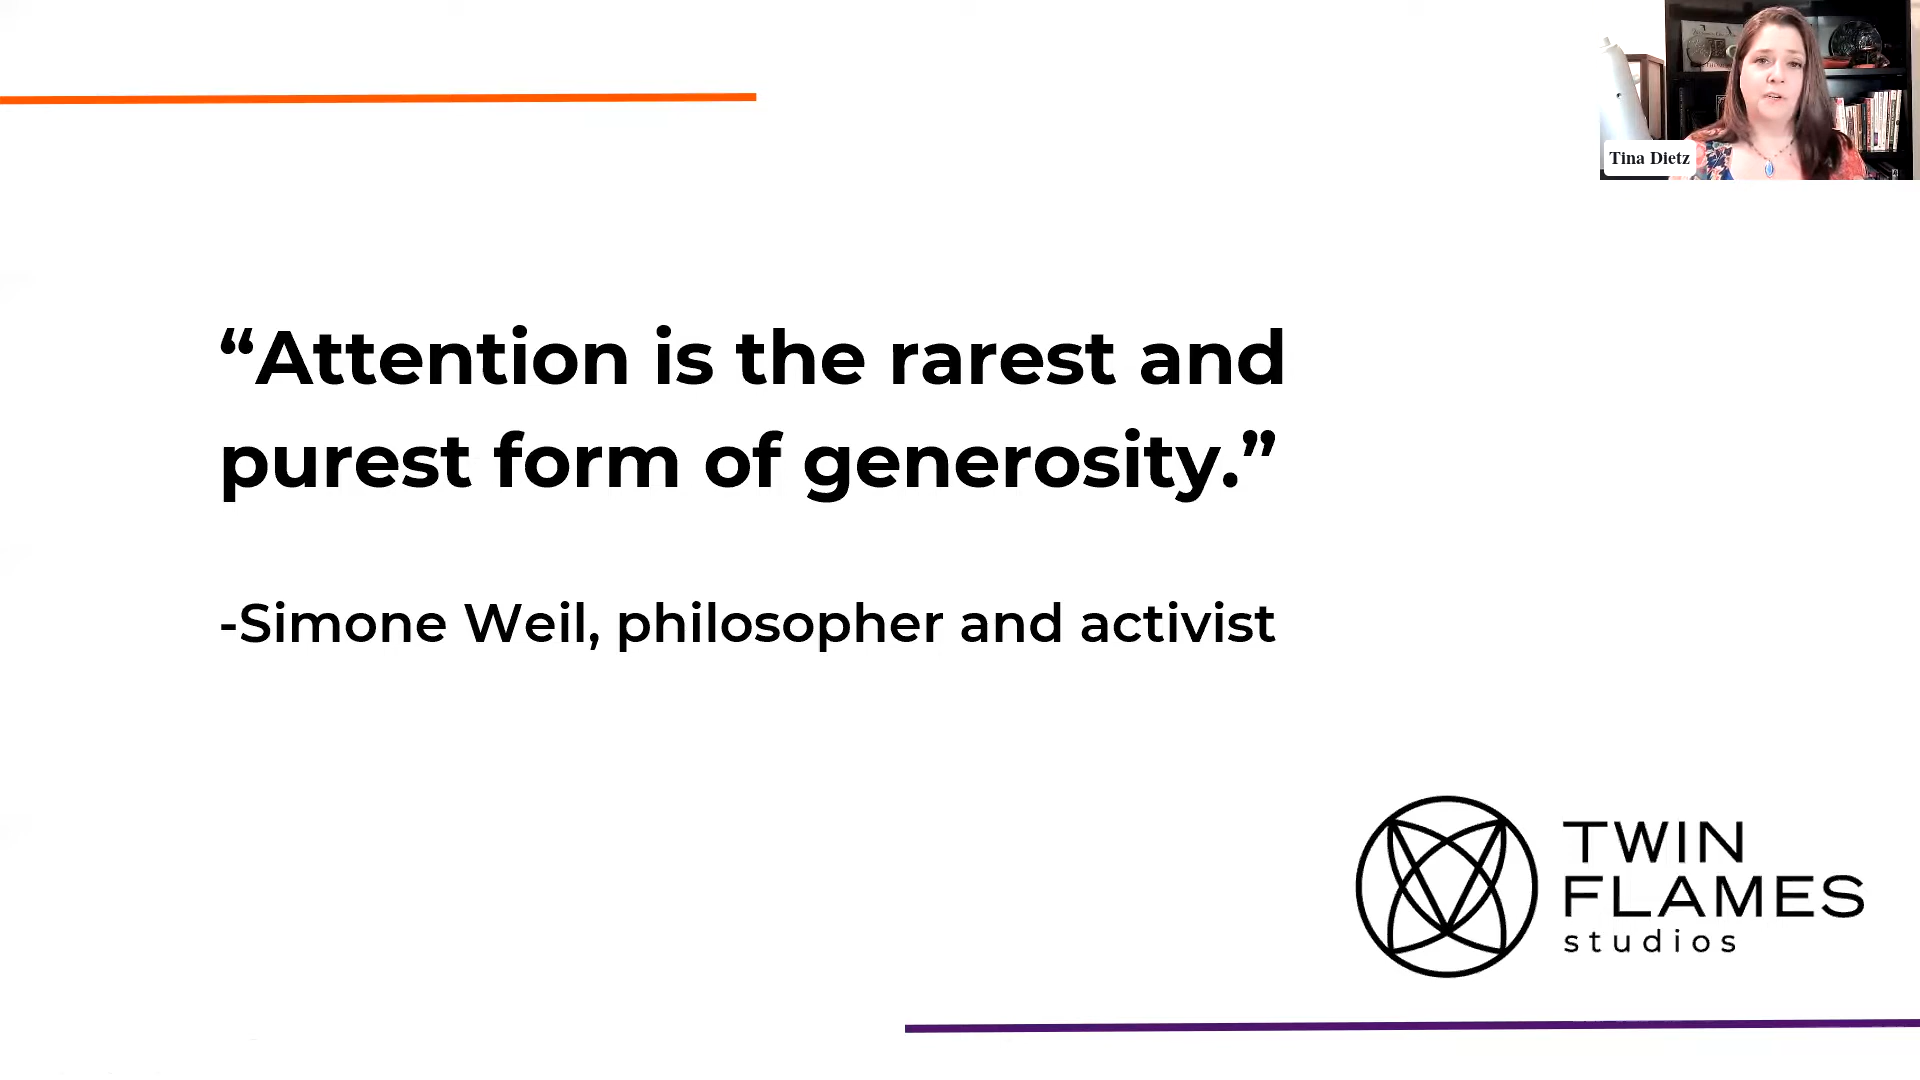 Tina Dietz
“Attention is the rarest and
purest form of generosity.”
-Simone Weil, philosopher and activist
TWIN
FLAMES
studios